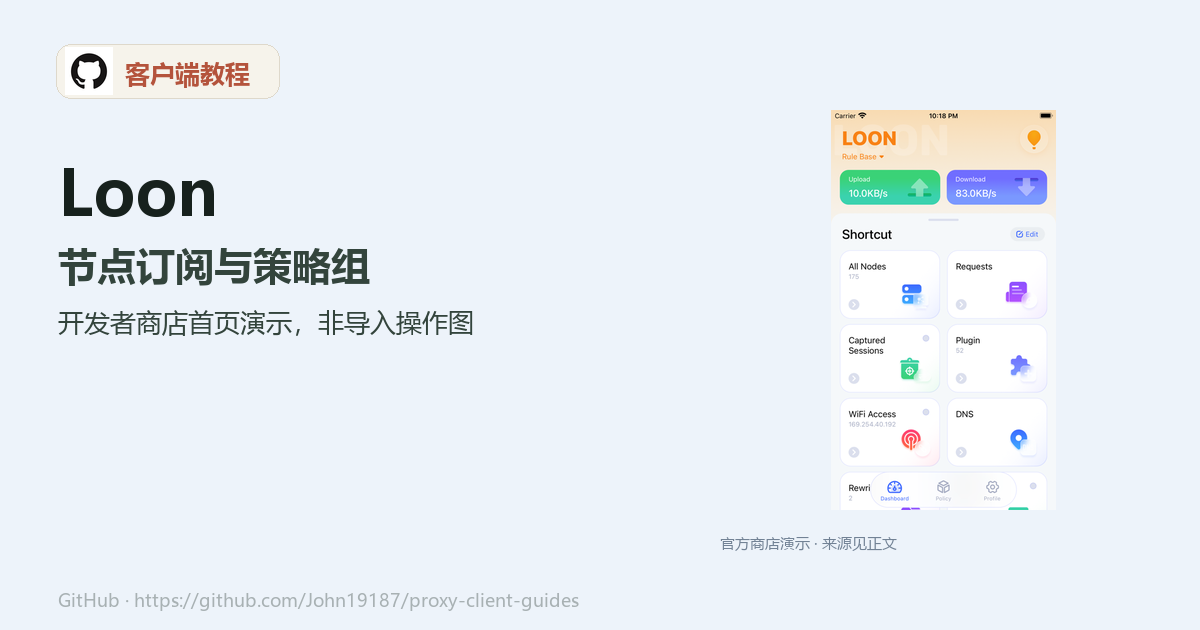 客户端教程
Loon
节点订阅与策略组
开发者商店首页演示，非导入操作图
Carrier 10:18 PM
LOON
Rule Base
Upload
10.0KB/s
Download
83.0KB/s
Shortcut
Edit
All Nodes
175
Requests
Captured
Sessions
Plugin
52
WiFi Access
169.254.40.192
DNS
Rewri
2
Dashboard
Policy
Profile
官方商店演示 · 来源见正文
GitHub · https://github.com/John19187/proxy-client-guides